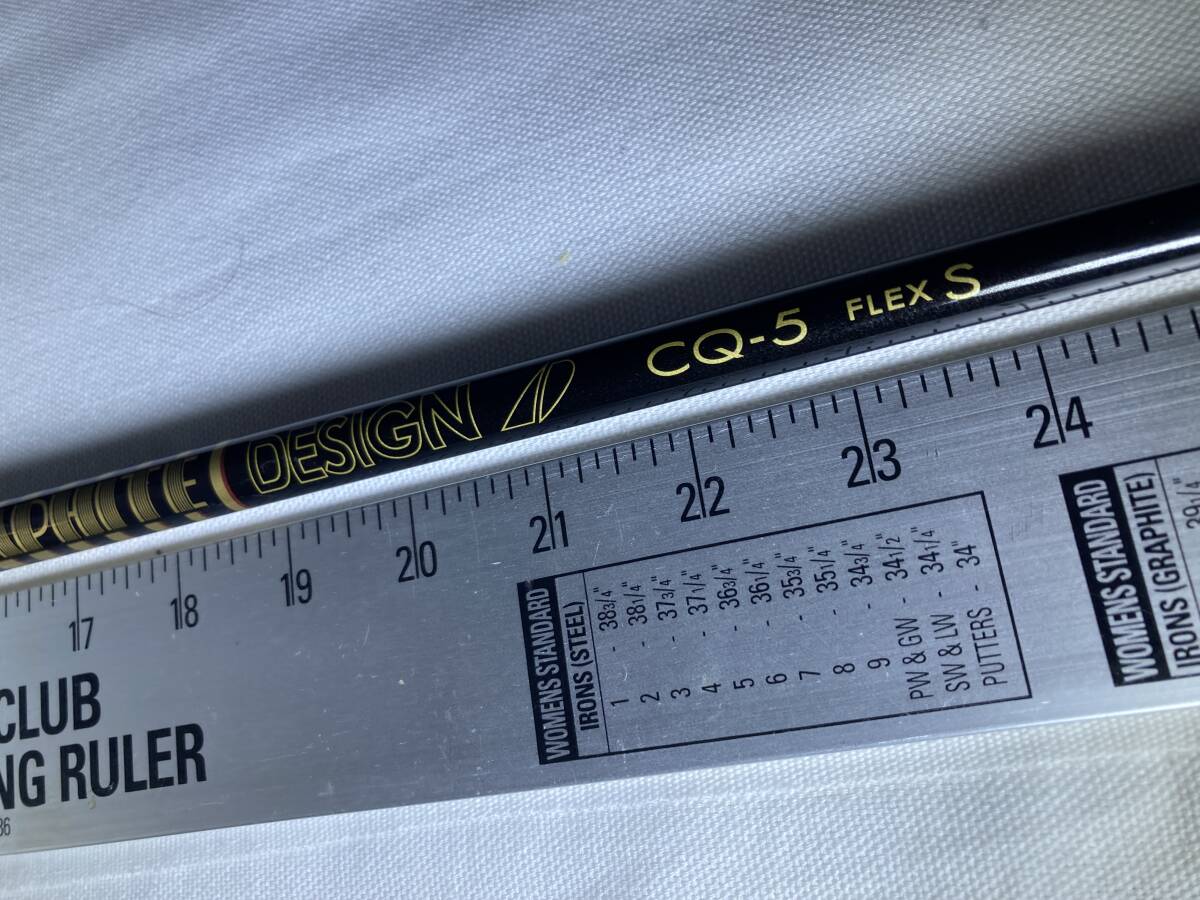 PHITE DESIGN CQ-5 FLEX S
17 18 19 20 21 22 23 24
CLUB
NG RULER
36
WOMENS STANDARD
IRONS (STEEL)
1 - 38 3/4"
2 - 38 1/4"
3 - 37 3/4"
4 - 37 1/4"
5 - 36 3/4"
6 - 36 1/4"
7 - 35 3/4"
8 - 35 1/4"
9 - 34 3/4"
PW & GW - 34 1/2"
SW & LW - 34 1/4"
PUTTERS - 34"
WOMENS STANDARD
IRONS (GRAPHITE)